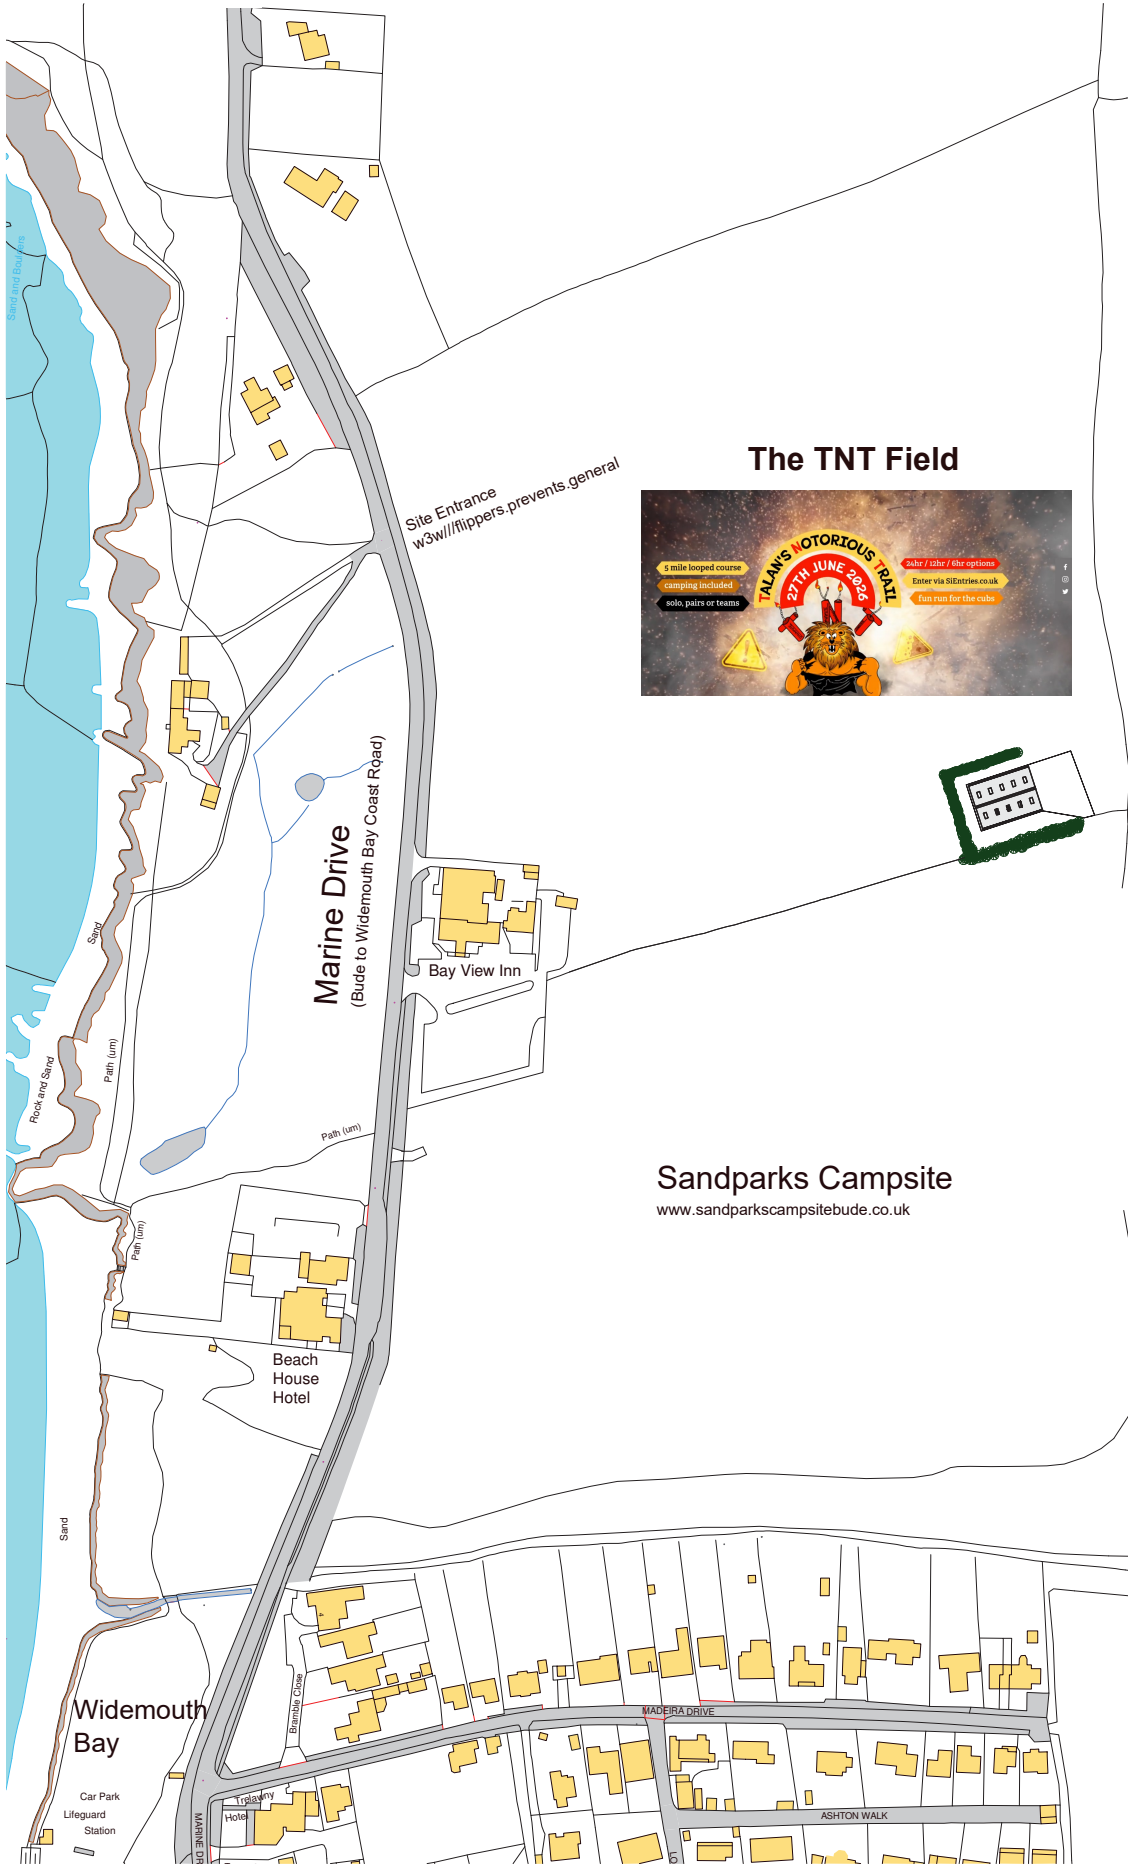 Sand and Boulders
Site Entrance
w3w///flippers.prevents.general
The TNT Field
5 mile looped course
camping included
solo, pairs or teams
TALAN'S NOTORIOUS TRAIL
27TH JUNE 2026
24hr / 12hr / 6hr options
Enter via SiEntries.co.uk
fun run for the cubs
Marine Drive
(Bude to Widemouth Bay Coast Road)
Sand
Bay View Inn
Rock and Sand
Path (um)
Path (um)
Path (um)
Sandparks Campsite
www.sandparkscampsitebude.co.uk
Beach
House
Hotel
Sand
Bramble Close
Widemouth
Bay
MADEIRA DRIVE
Car Park
Lifeguard
Station
Trelawny
Hotel
MARINE DR
ASHTON WALK